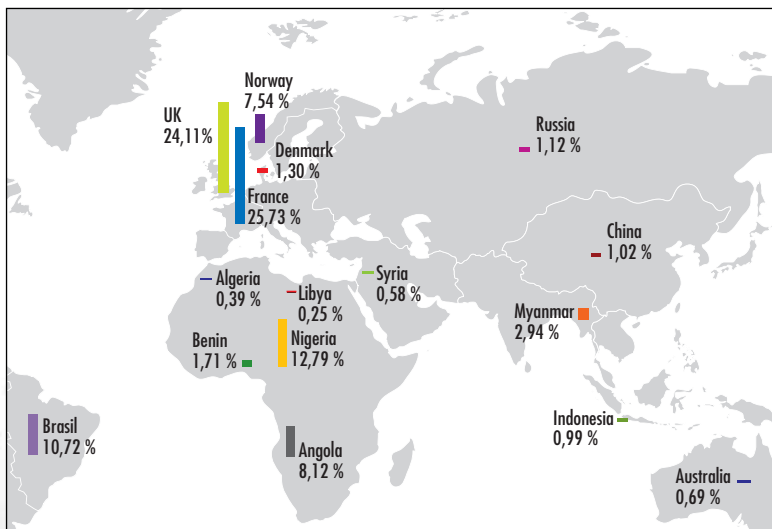 Norway
7,54 %
UK
24,11%
Russia
1,12 %
Denmark
1,30 %
France
25,73 %
China
1,02 %
Algeria
0,39 %
Libya
0,25 %
Syria
0,58 %
Myanmar
2,94 %
Benin
1,71 %
Nigeria
12,79 %
Brasil
10,72 %
Angola
8,12 %
Indonesia
0,99 %
Australia
0,69 %